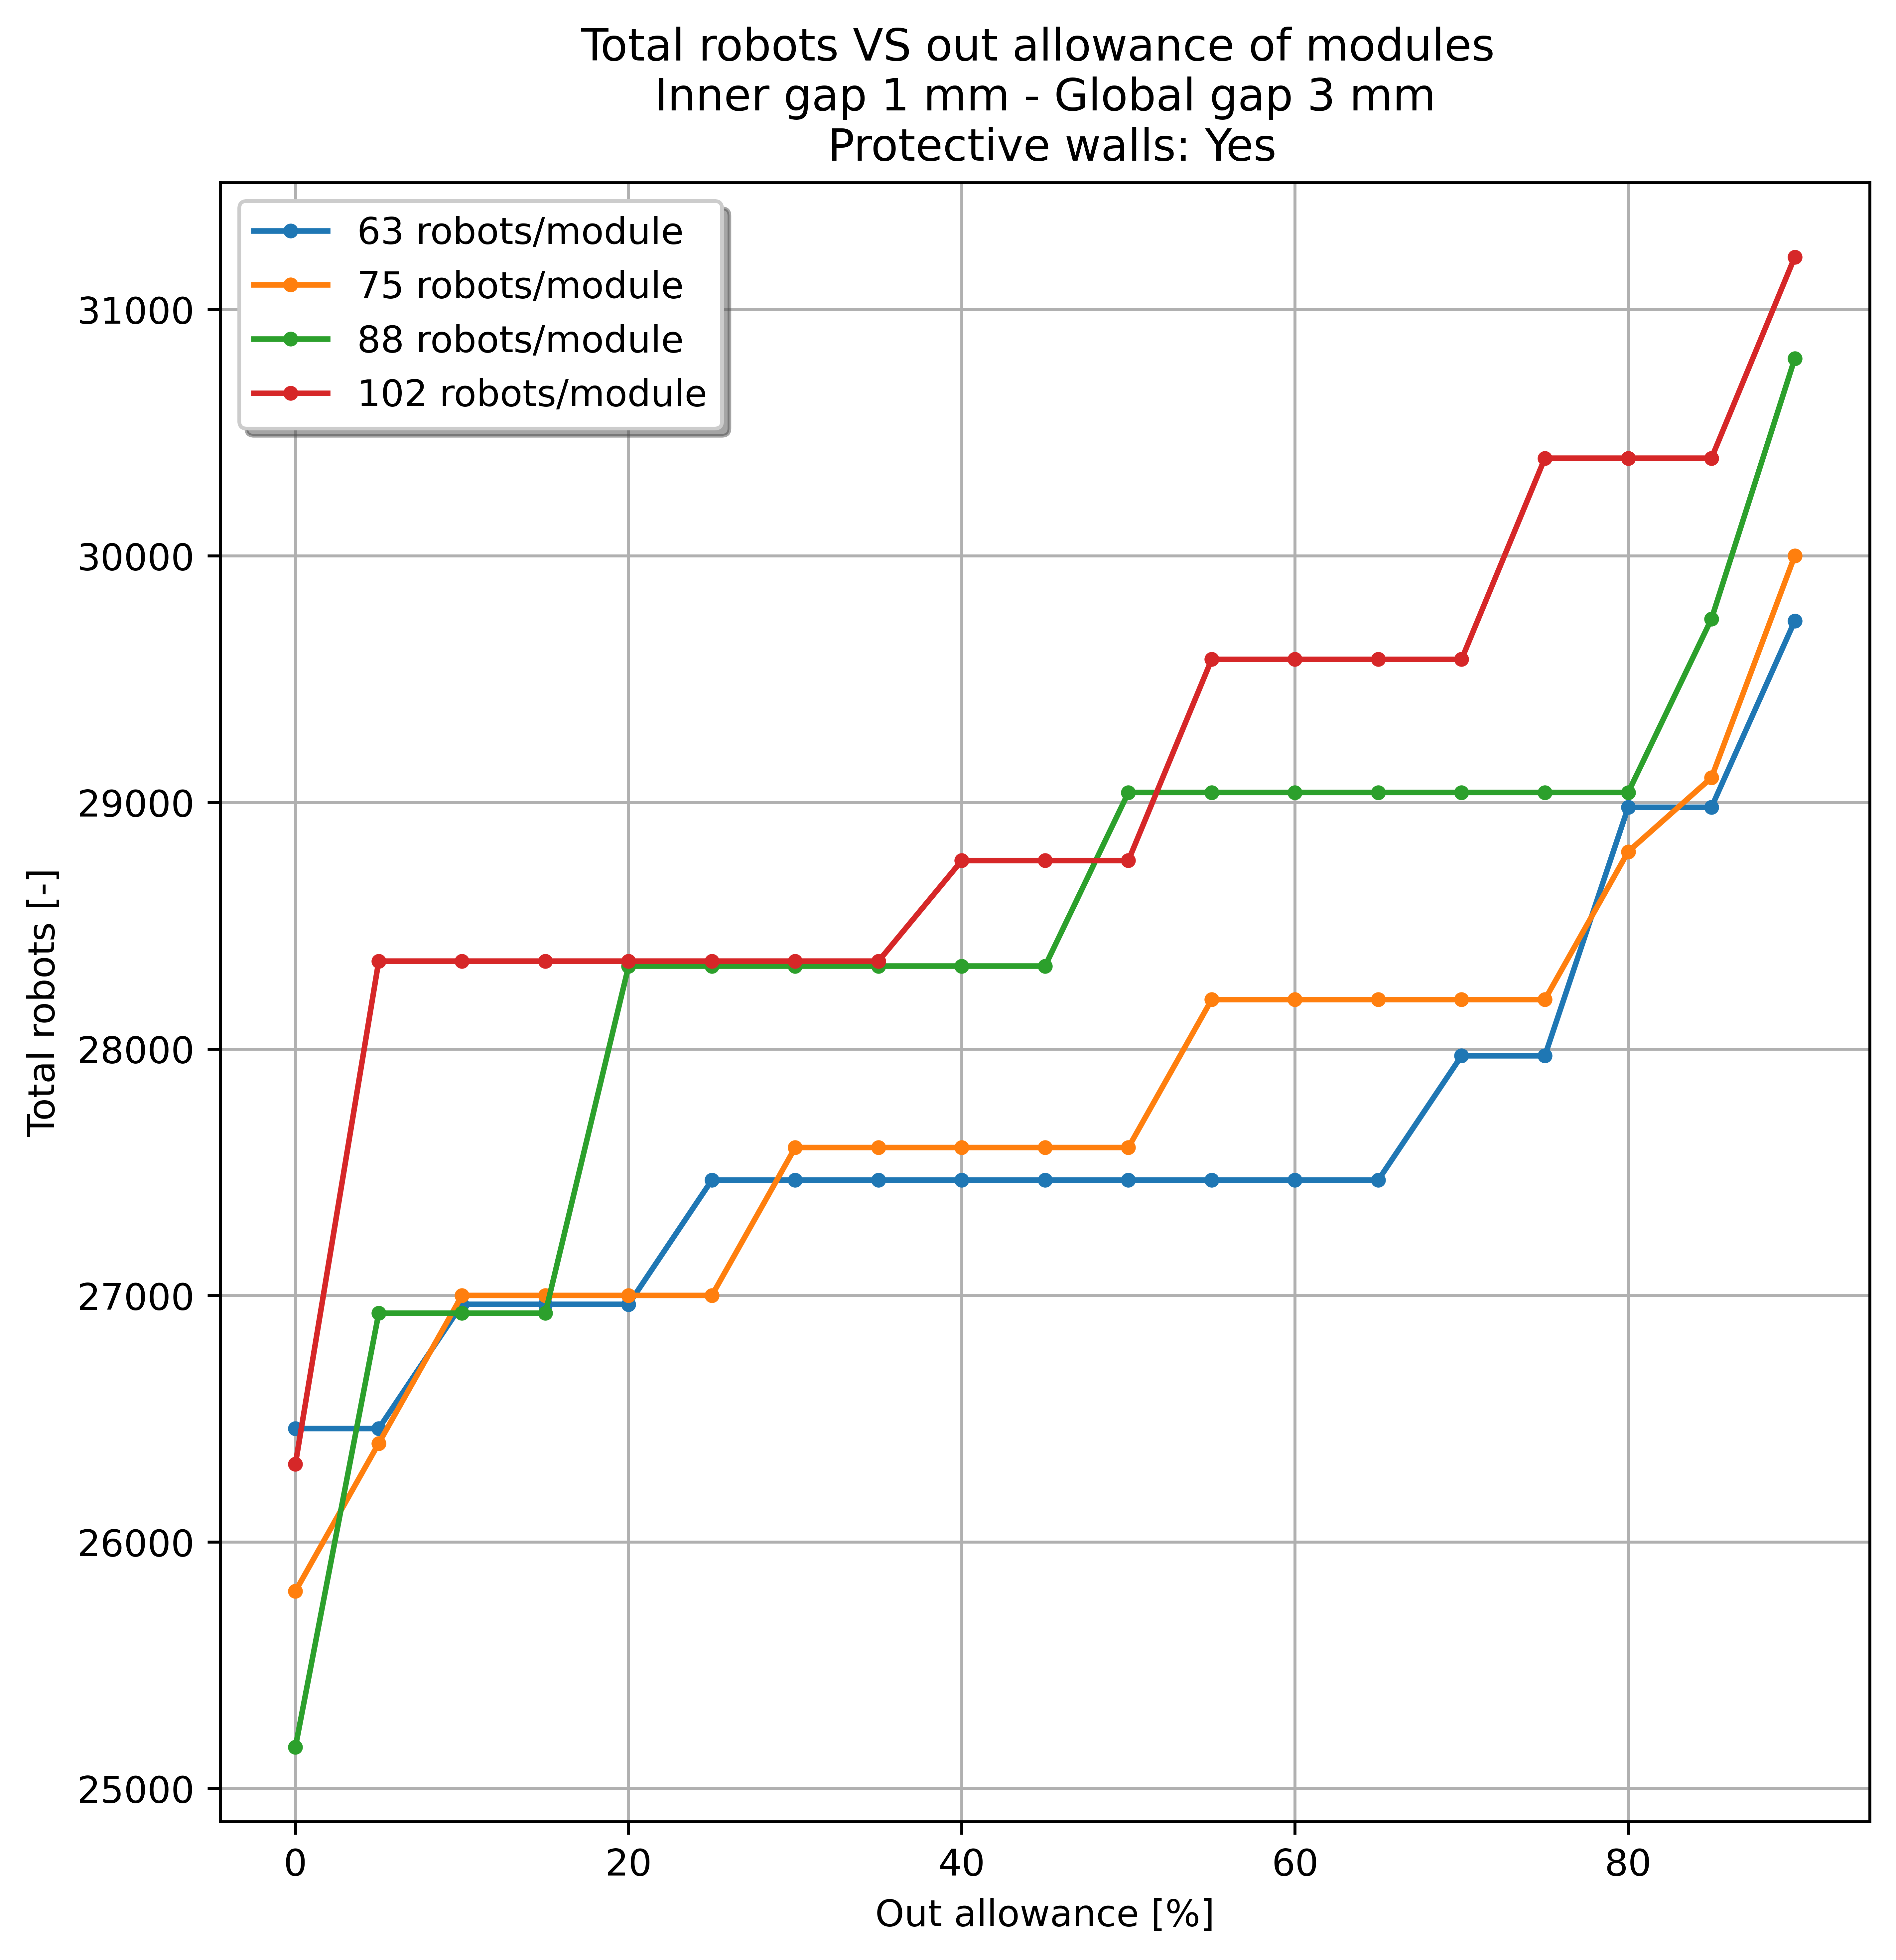 Total robots VS out allowance of modules
Inner gap 1 mm - Global gap 3 mm
Protective walls: Yes
63 robots/module
75 robots/module
88 robots/module
102 robots/module
31000
30000
29000
28000
27000
26000
25000
Total robots [-]
0 20 40 60 80
Out allowance [%]